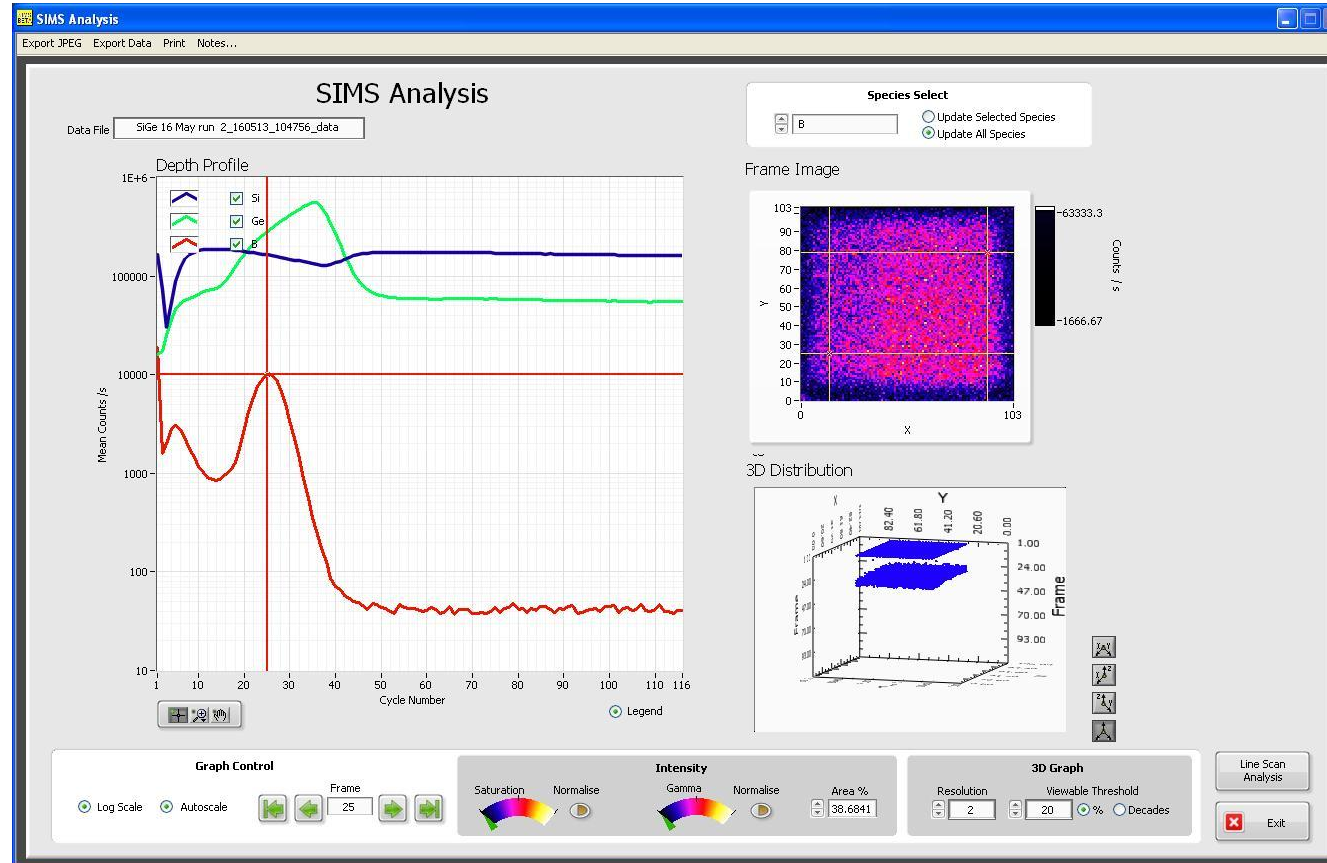 SIMS Analysis
Export JPEG Export Data Print Notes...
SIMS Analysis
Data File SiGe 16 May run 2_160513_104756_data
Species Select
B
Update Selected Species
Update All Species
Depth Profile
1E+6
100000
10000
1000
100
10
Mean Counts /s
Si
Ge
B
1 10 20 30 40 50 60 70 80 90 100 110 116
Cycle Number
Legend
Frame Image
103
90
80
70
60
50
40
30
20
10
0
Y
0 103
X
63333.3
1666.67
Counts / s
3D Distribution
X
Y
82.40 61.80 41.20 20.60 0.00
1.00
24.00
47.00
70.00
93.00
Frame
Frame
Graph Control
Log Scale
Autoscale
Frame
25
Intensity
Saturation Normalise
Gamma Normalise
Area %
38.6841
3D Graph
Resolution Viewable Threshold
2 20 % Decades
Line Scan
Analysis
Exit